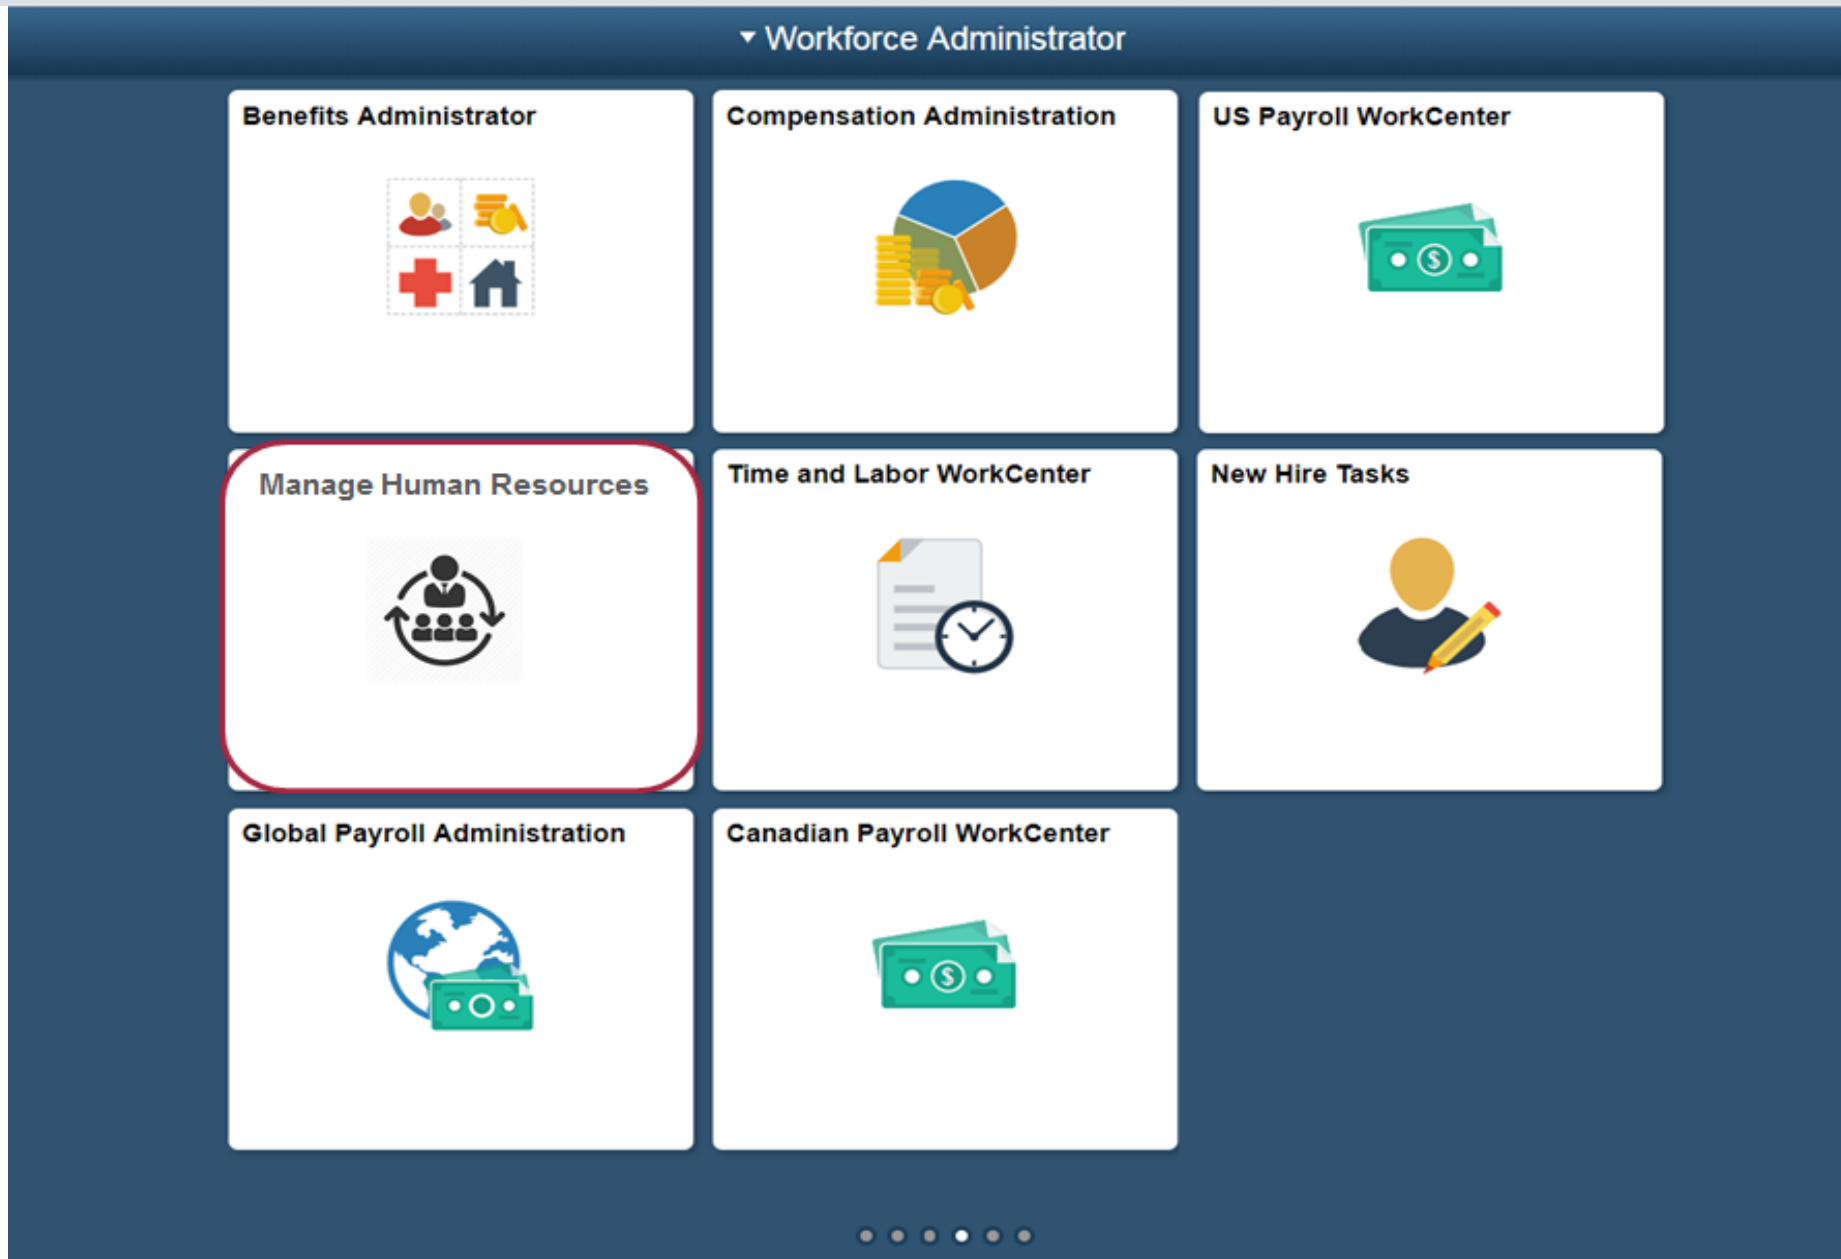 Workforce Administrator
Benefits Administrator
Compensation Administration
US Payroll WorkCenter
Manage Human Resources
Time and Labor WorkCenter
New Hire Tasks
Global Payroll Administration
Canadian Payroll WorkCenter